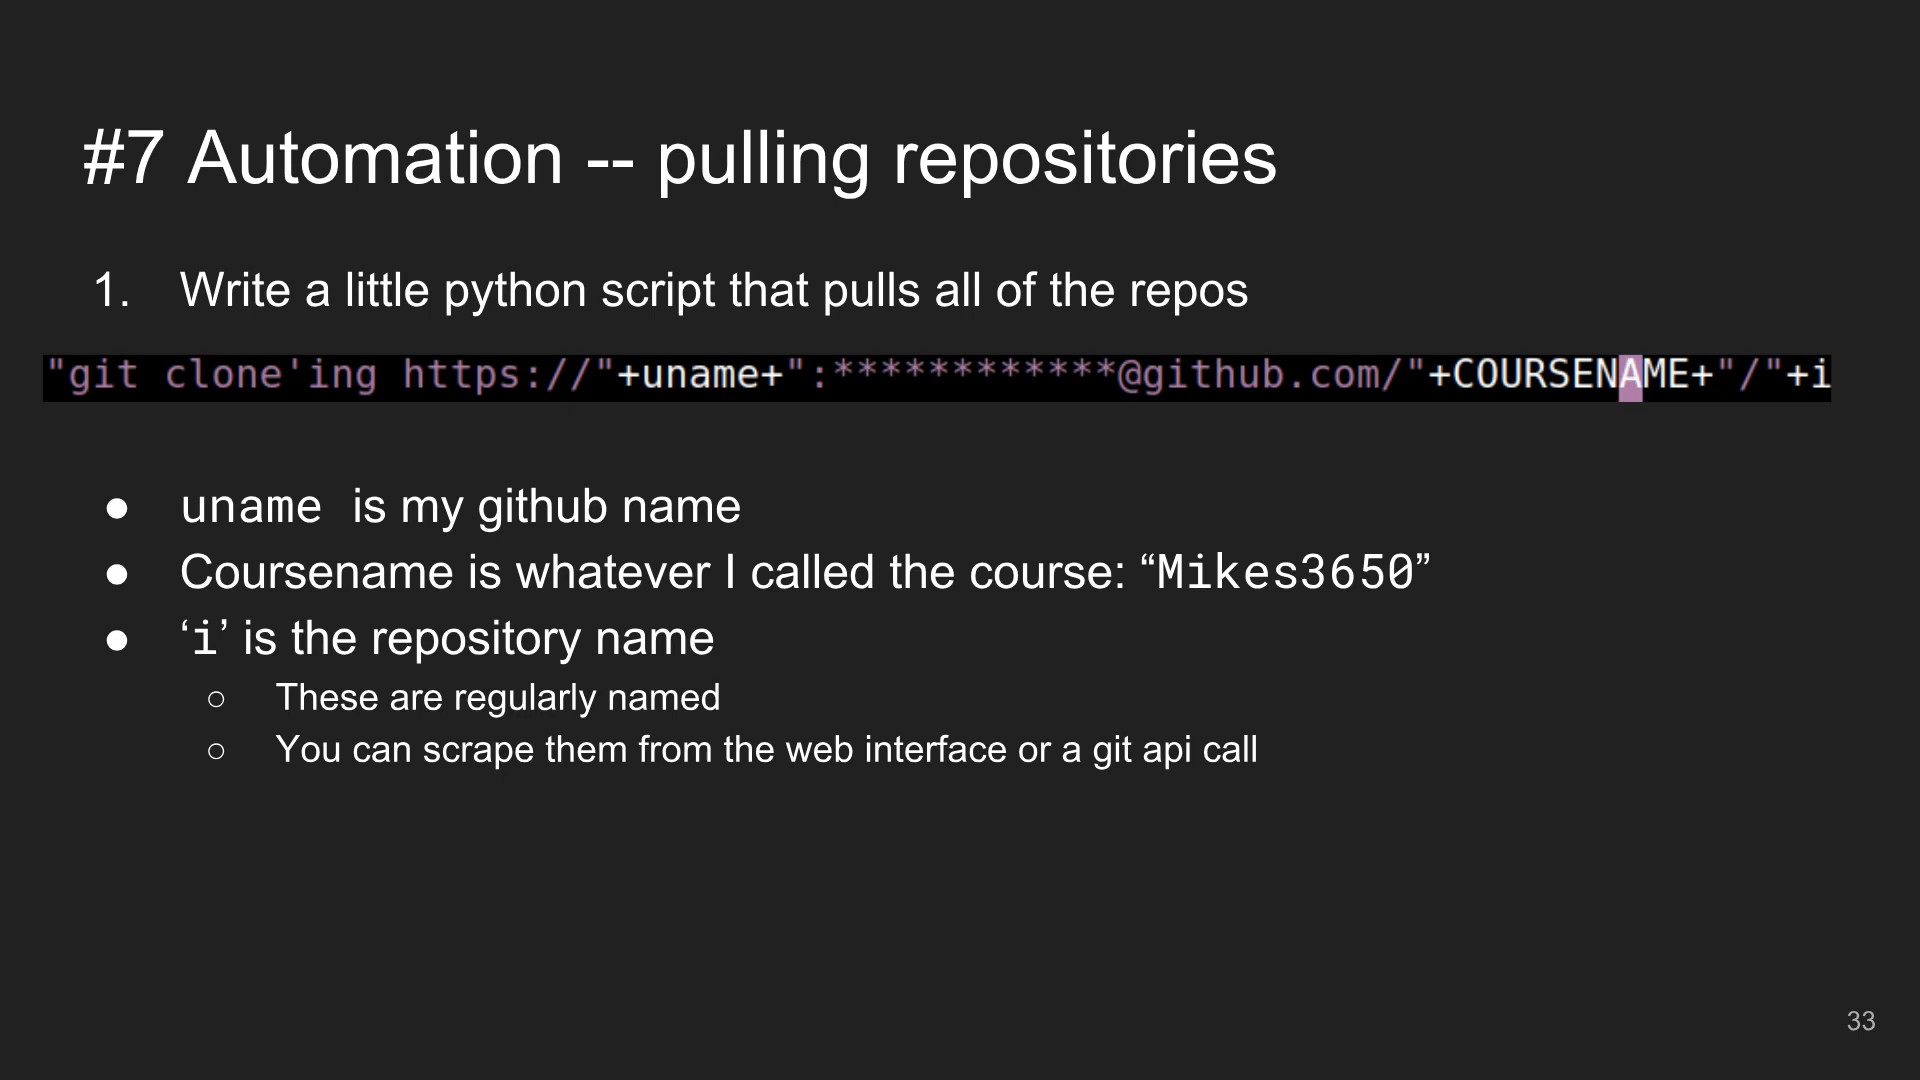 #7 Automation -- pulling repositories
1. Write a little python script that pulls all of the repos
"git clone'ing https://"+uname+":************@github.com/"+COURSENAME+"/"+i
● uname is my github name
● Coursename is whatever I called the course: “Mikes3650”
● ‘i’ is the repository name
○ These are regularly named
○ You can scrape them from the web interface or a git api call
33